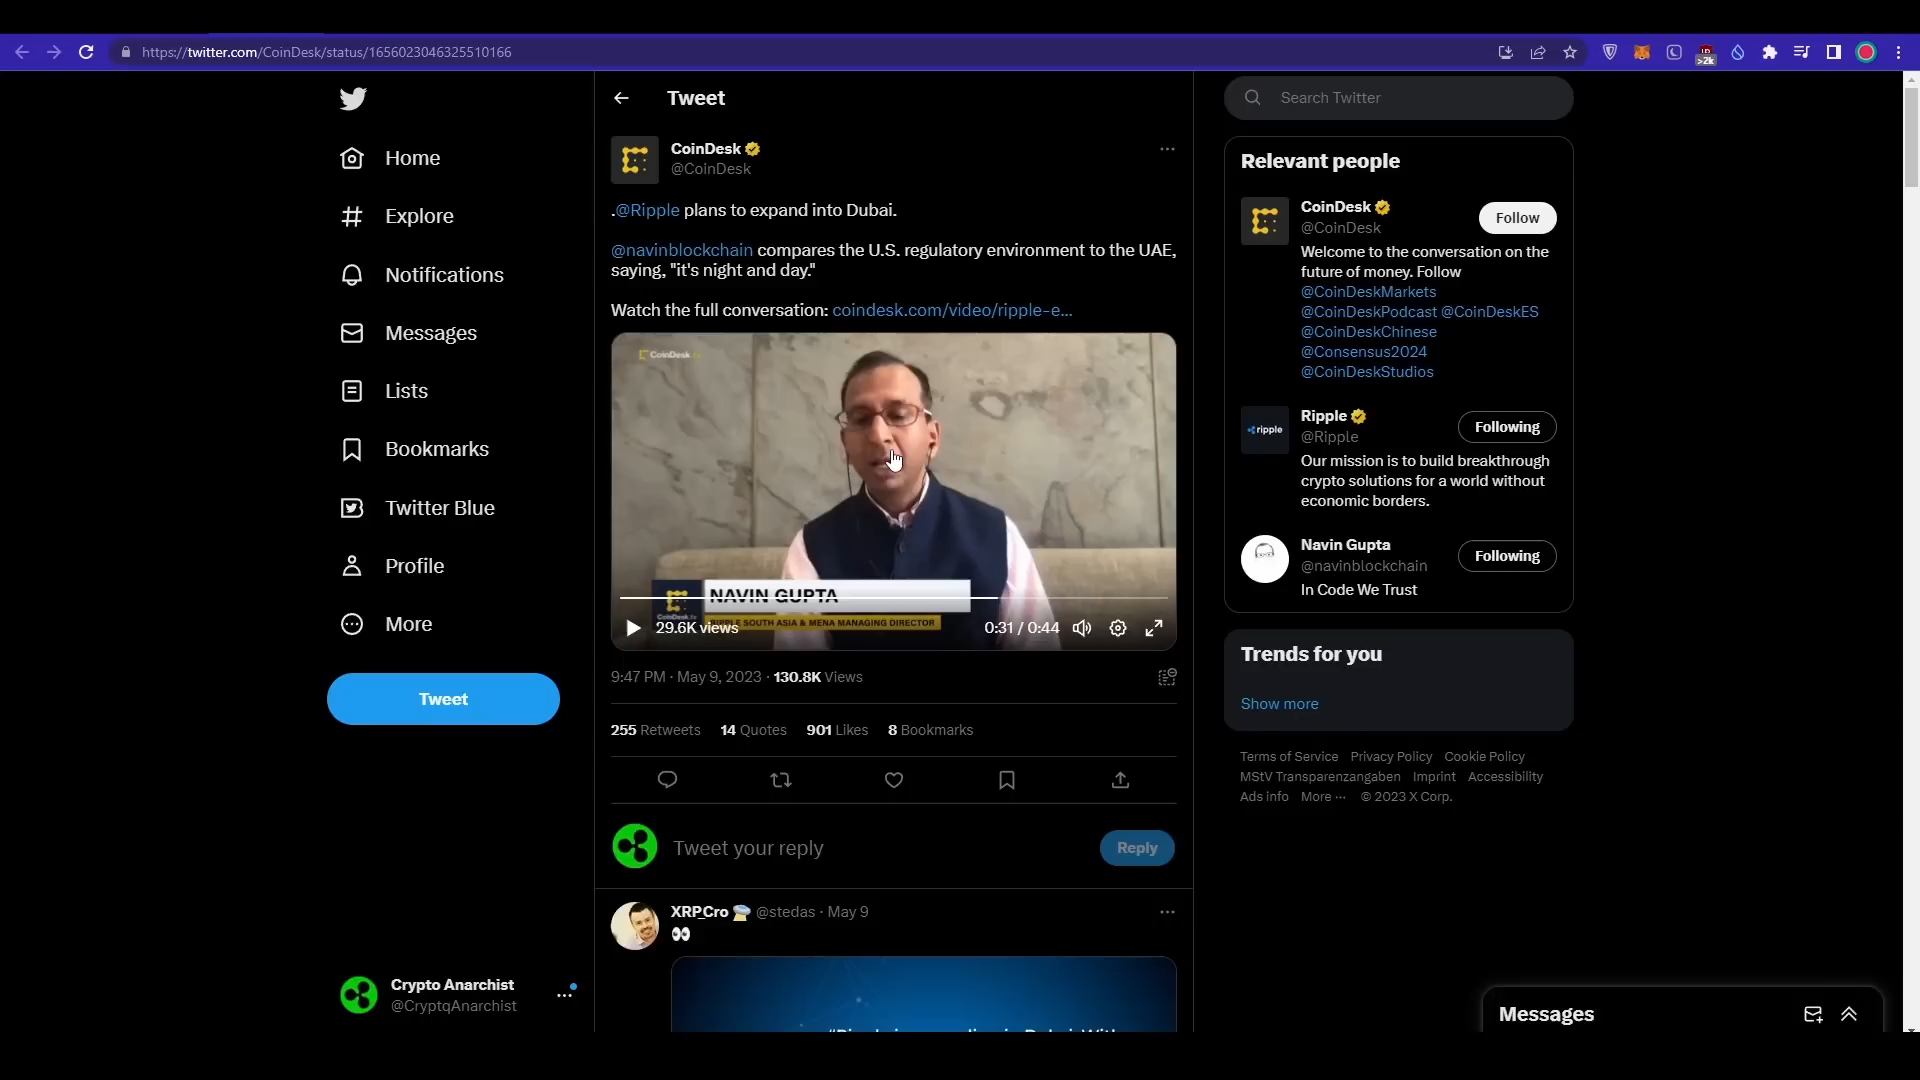 https://twitter.com/CoinDesk/status/1656023046325510166
>2k
Home
Explore
Notifications
Messages
Lists
Bookmarks
Twitter Blue
Profile
More
Tweet
Crypto Anarchist
@CryptqAnarchist
Tweet
CoinDesk
@CoinDesk
.@Ripple plans to expand into Dubai.
@navinblockchain compares the U.S. regulatory environment to the UAE,
saying, "it's night and day."
Watch the full conversation: coindesk.com/video/ripple-e...
CoinDesk.tv
NAVIN GUPTA
CoinDesk.tv
RIPPLE SOUTH ASIA & MENA MANAGING DIRECTOR
29.6K views
0:31 / 0:44
9:47 PM · May 9, 2023 · 130.8K Views
255 Retweets 14 Quotes 901 Likes 8 Bookmarks
Tweet your reply
Reply
XRP_Cro @stedas · May 9
Search Twitter
Relevant people
CoinDesk
@CoinDesk
Follow
Welcome to the conversation on the
future of money. Follow
@CoinDeskMarkets
@CoinDeskPodcast @CoinDeskES
@CoinDeskChinese
@Consensus2024
@CoinDeskStudios
ripple
Ripple
@Ripple
Following
Our mission is to build breakthrough
crypto solutions for a world without
economic borders.
Navin Gupta
@navinblockchain
Following
In Code We Trust
Trends for you
Show more
Terms of Service Privacy Policy Cookie Policy
MStV Transparenzangaben Imprint Accessibility
Ads info More ··· © 2023 X Corp.
Messages